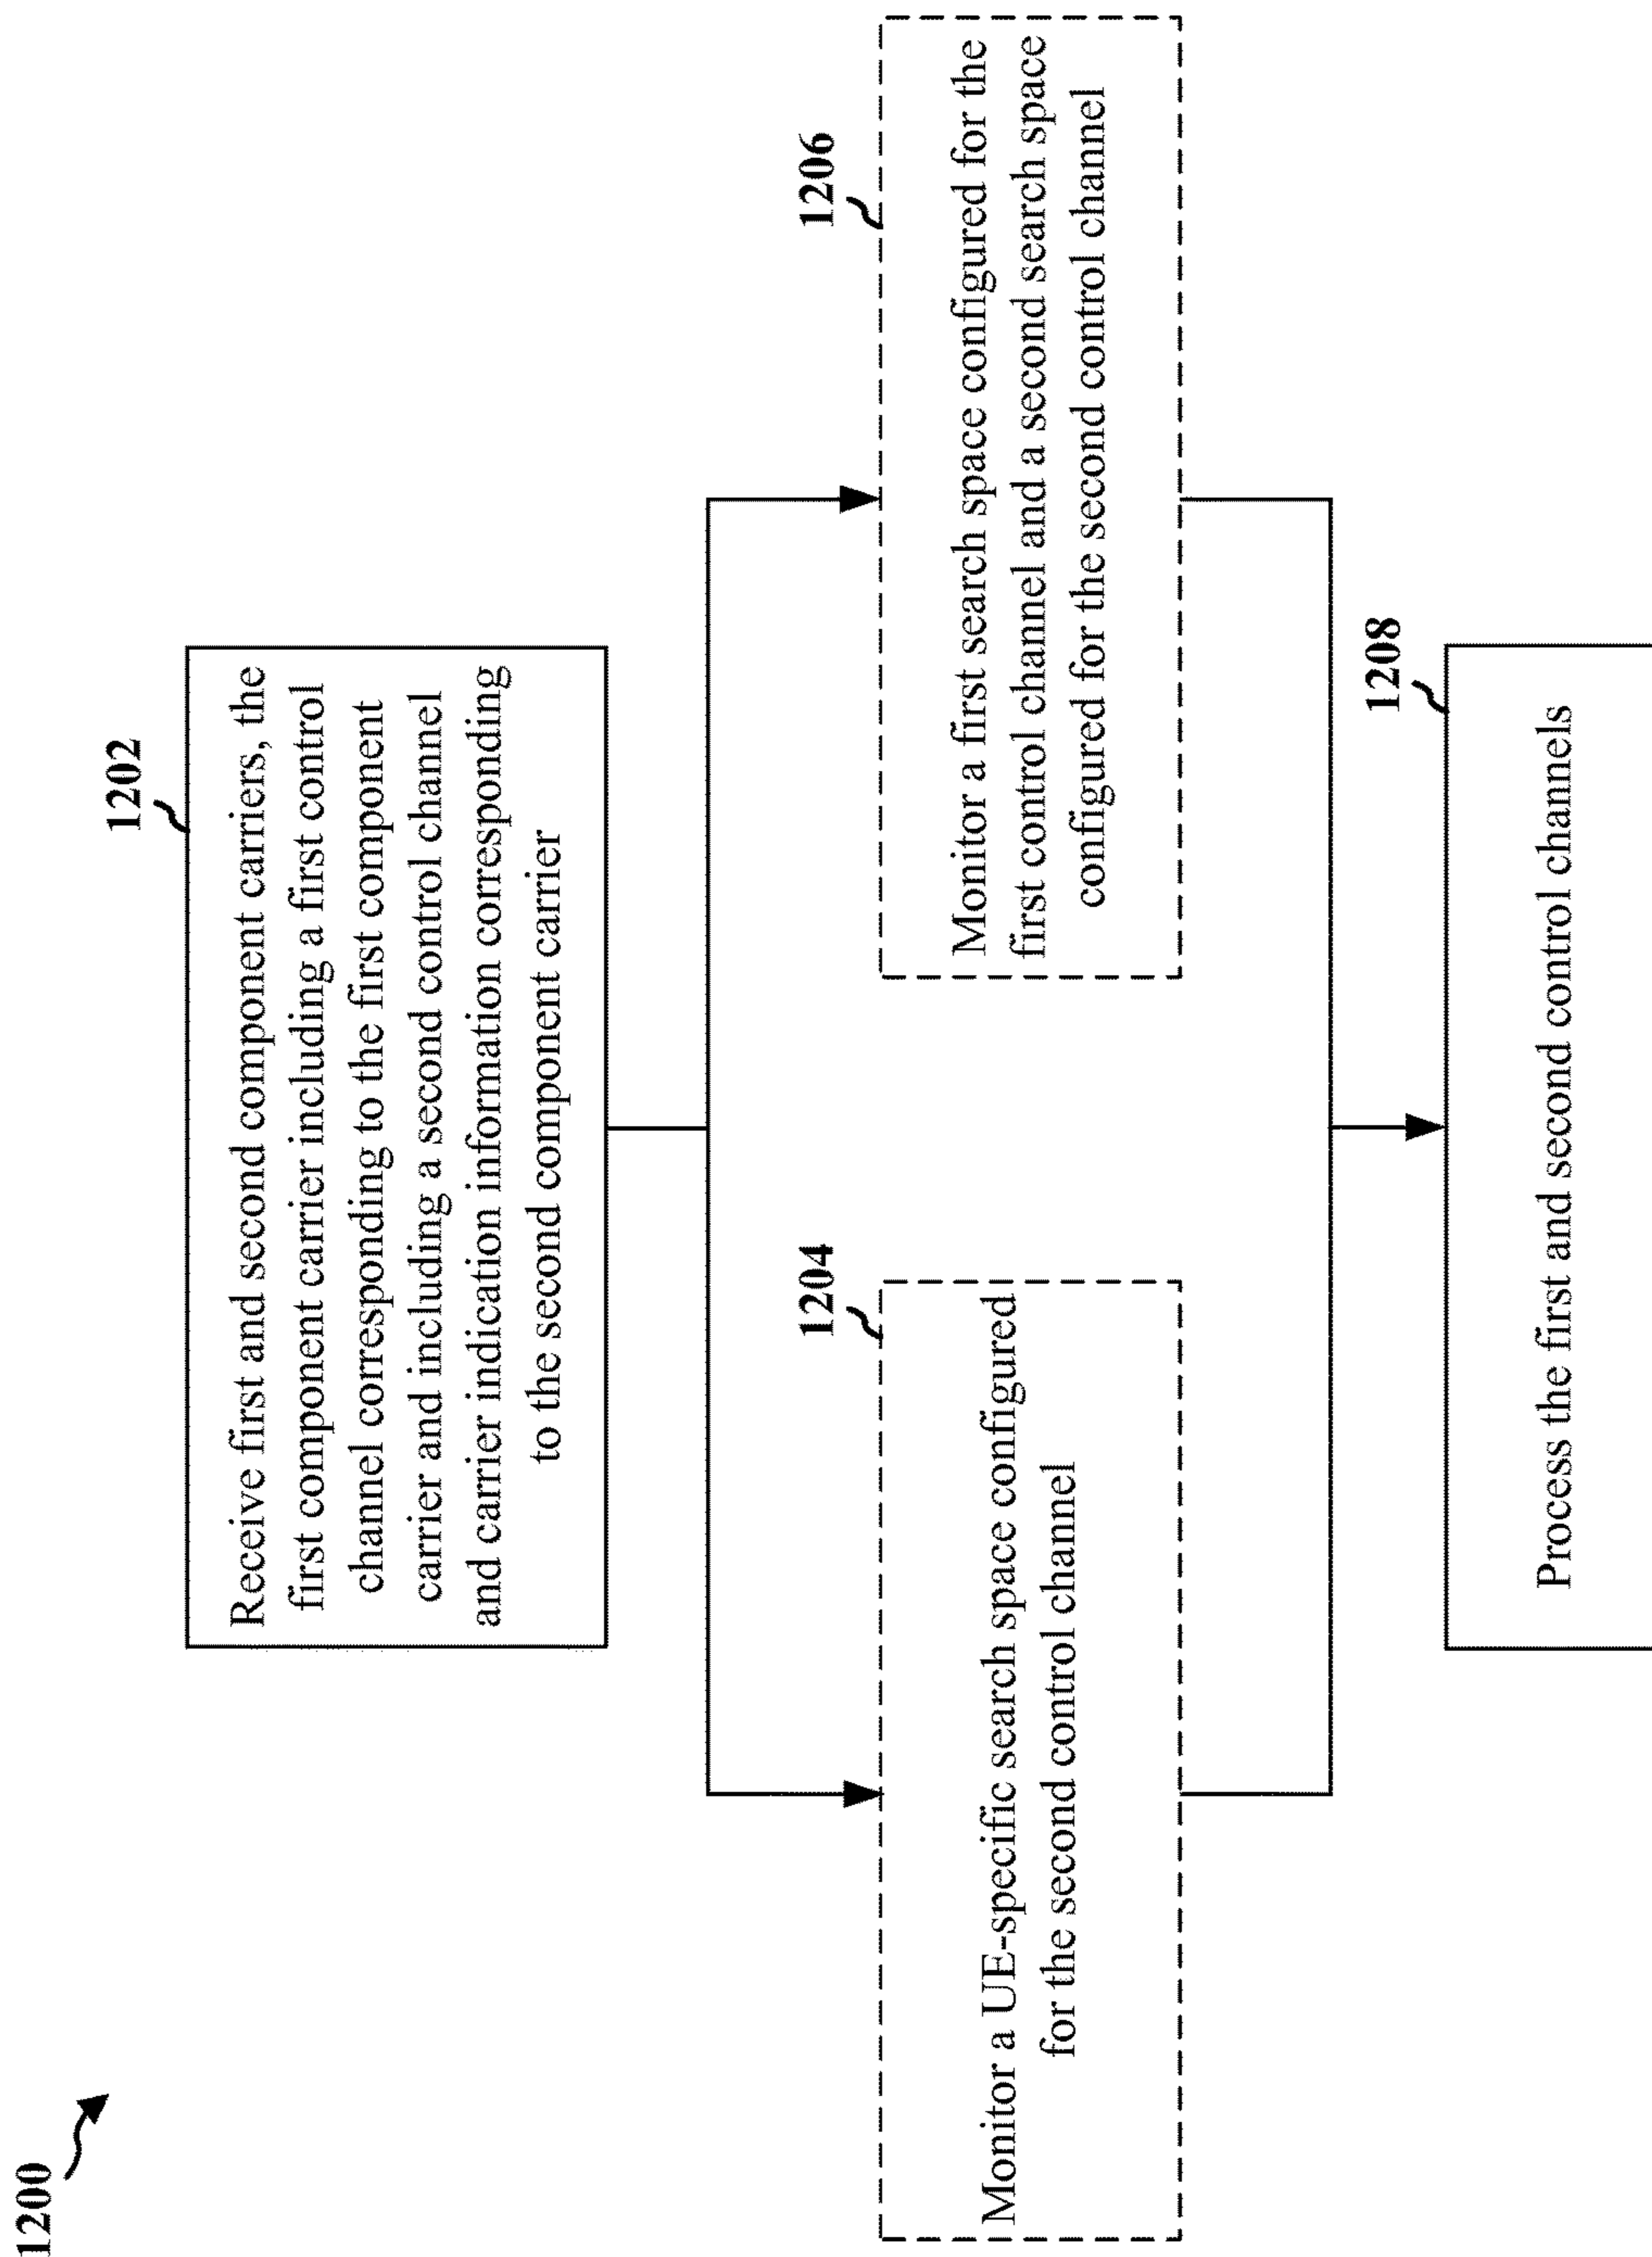 1200
1202
Receive first and second component carriers, the
first component carrier including a first control
channel corresponding to the first component
carrier and including a second control channel
and carrier indication information corresponding
to the second component carrier
1204
Monitor a UE-specific search space configured
for the second control channel
1206
Monitor a first search space configured for the
first control channel and a second search space
configured for the second control channel
1208
Process the first and second control channels